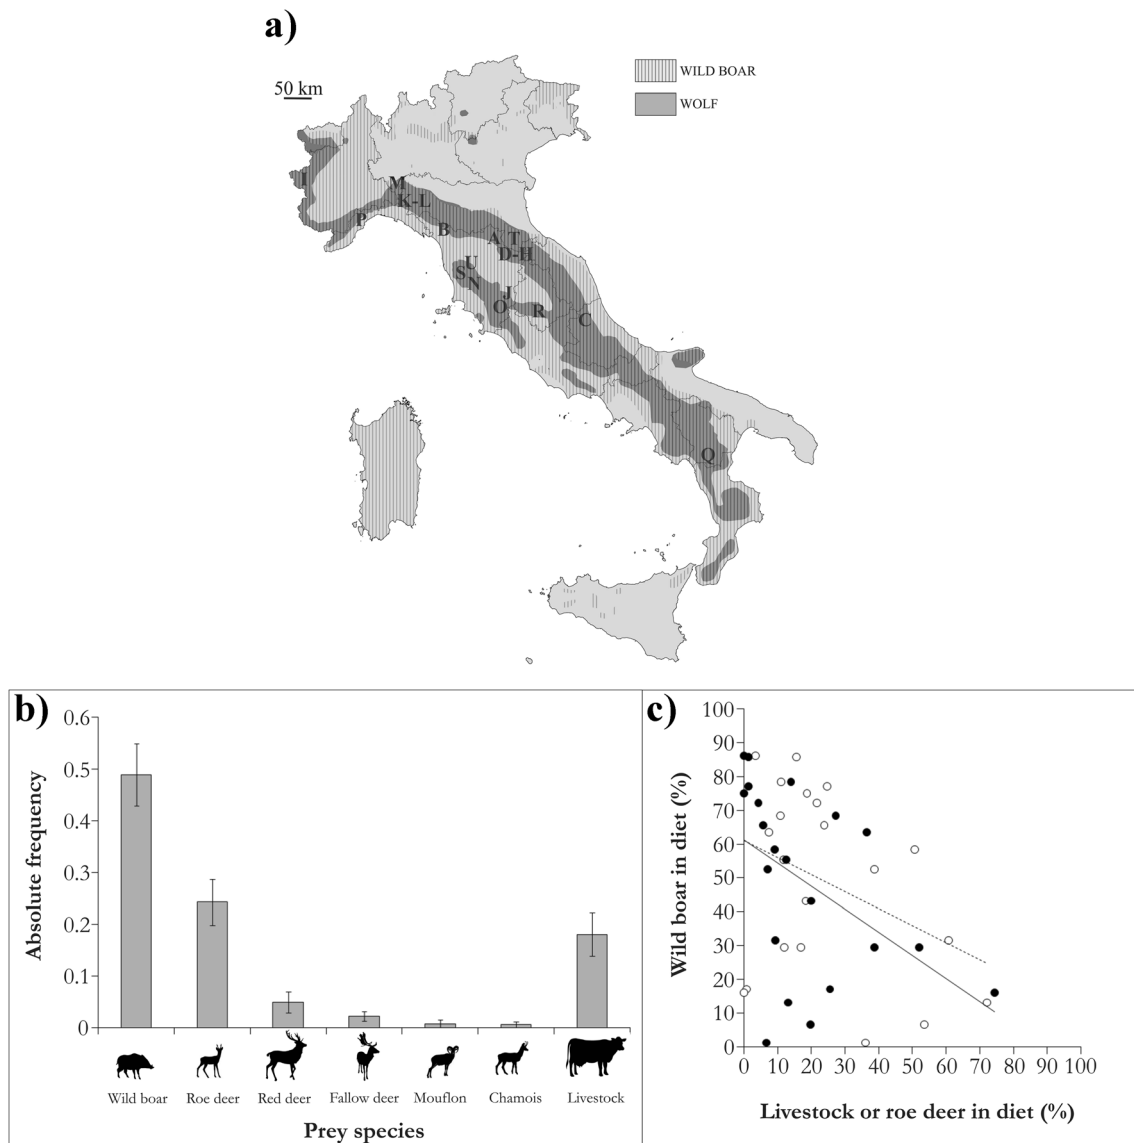 a)
50 km
WILD BOAR
WOLF
I
M
K-L
P
B
A T
D-H
U
S
N
J
O
R
C
Q
b)
0.6
0.5
0.4
0.3
0.2
0.1
0
Absolute frequency
Wild boar Roe deer Red deer Fallow deer Mouflon Chamois Livestock
Prey species
c)
100
90
80
70
60
50
40
30
20
10
0
Wild boar in diet (%)
0 10 20 30 40 50 60 70 80 100
Livestock or roe deer in diet (%)